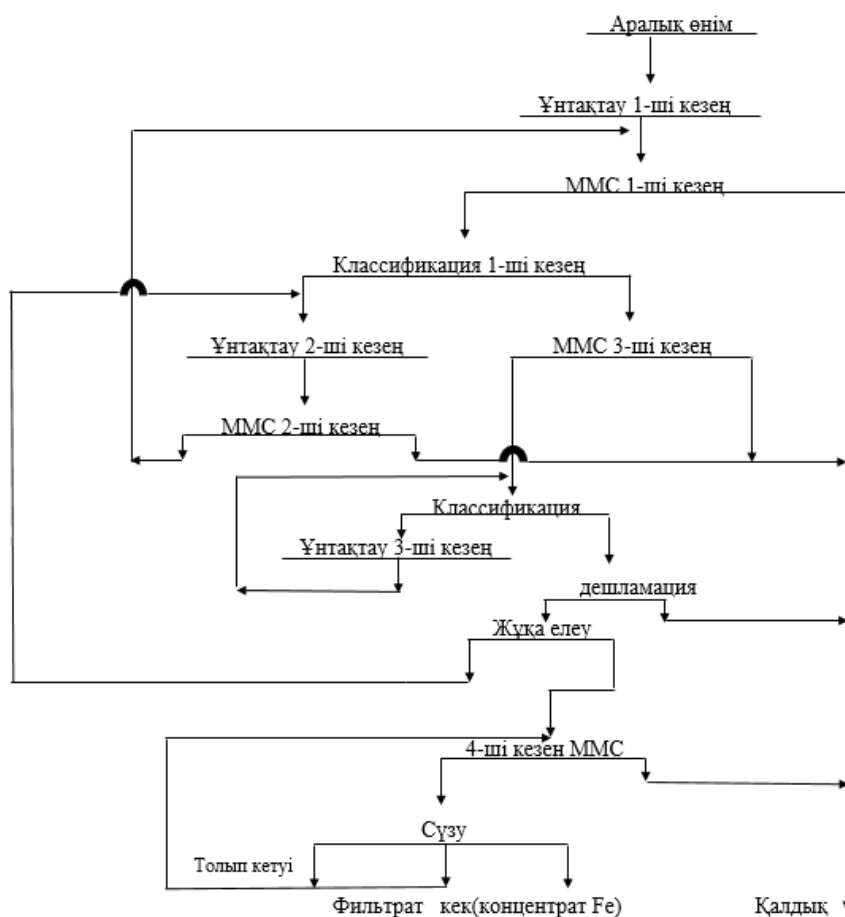 Аралық өнім
Ұнтақтау 1-ші кезең
ММС 1-ші кезең
Классификация 1-ші кезең
Ұнтақтау 2-ші кезең
ММС 3-ші кезең
ММС 2-ші кезең
Классификация
Ұнтақтау 3-ші кезең
дешламация
Жұқа елеу
4-ші кезен ММС
Сүзу
Толып кетуі
Фильтрат кек(концентрат Fe)
Қалдық